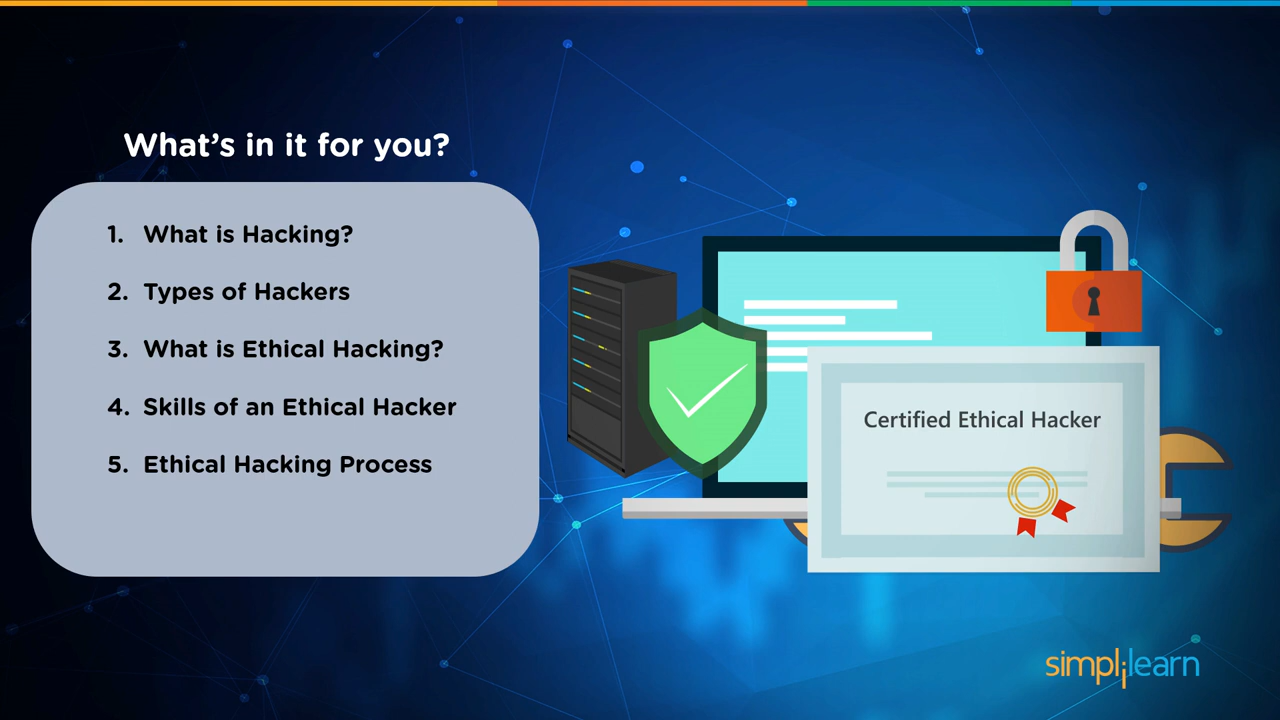 What's in it for you?
1. What is Hacking?
2. Types of Hackers
3. What is Ethical Hacking?
4. Skills of an Ethical Hacker
5. Ethical Hacking Process
Certified Ethical Hacker
simplilearn